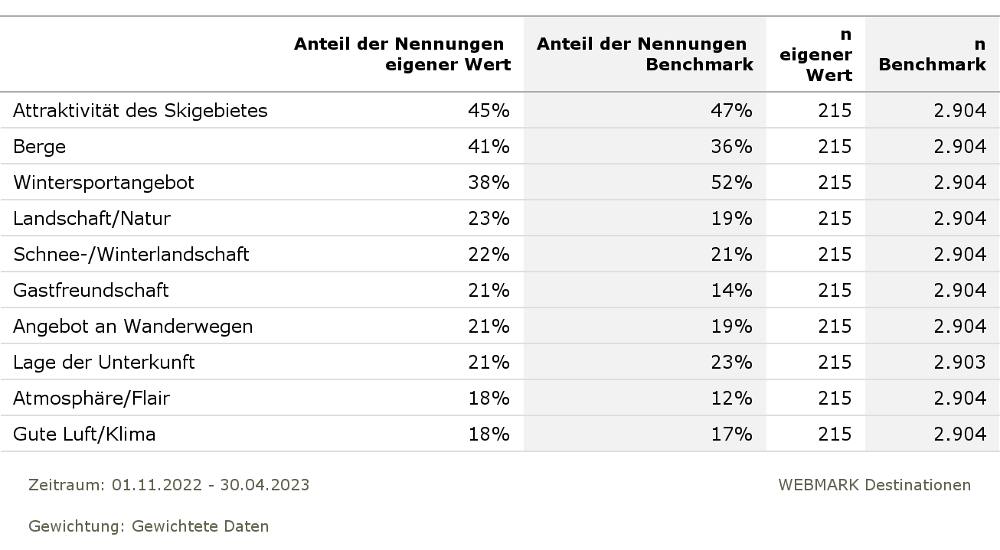 Anteil der Nennungen eigener Wert Anteil der Nennungen Benchmark n eigener Wert n Benchmark
Attraktivität des Skigebietes 45% 47% 215 2.904
Berge 41% 36% 215 2.904
Wintersportangebot 38% 52% 215 2.904
Landschaft/Natur 23% 19% 215 2.904
Schnee-/Winterlandschaft 22% 21% 215 2.904
Gastfreundschaft 21% 14% 215 2.904
Angebot an Wanderwegen 21% 19% 215 2.904
Lage der Unterkunft 21% 23% 215 2.903
Atmosphäre/Flair 18% 12% 215 2.904
Gute Luft/Klima 18% 17% 215 2.904
Zeitraum: 01.11.2022 - 30.04.2023 WEBMARK Destinationen
Gewichtung: Gewichtete Daten